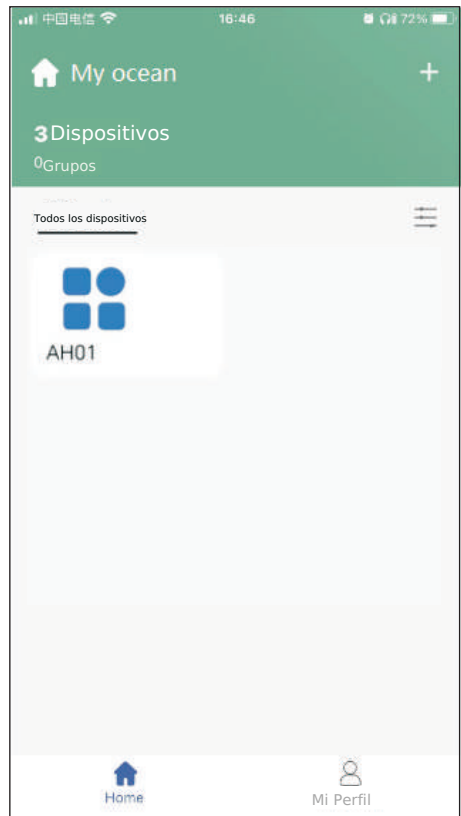 中国电信 16:46 72%
My ocean +
3Dispositivos
0Grupos
Todos los dispositivos
AH01
Home Mi Perfil